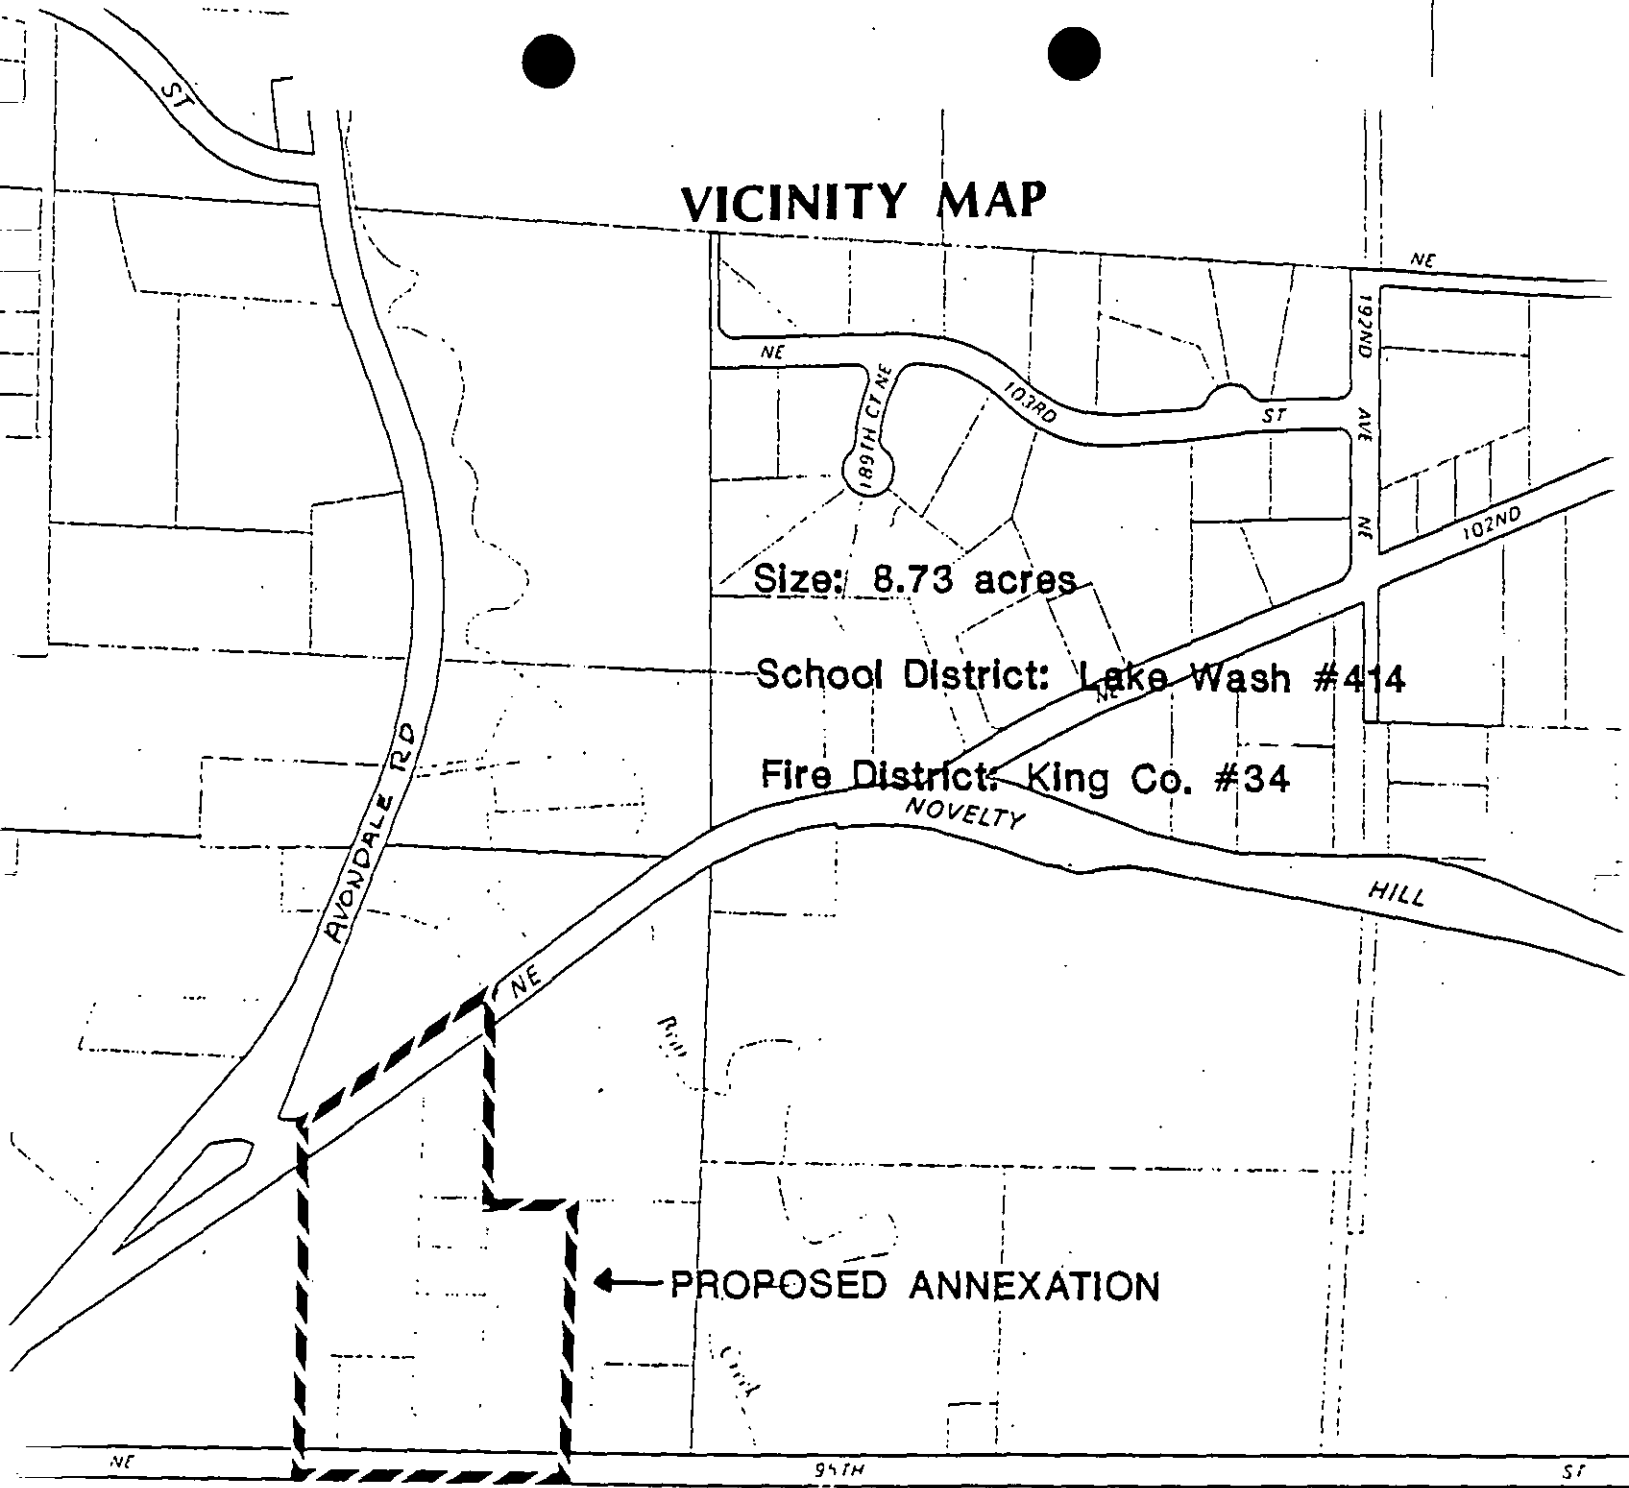 ST
VICINITY MAP
NE
192ND AVE NE
NE 103RD ST
189TH CT NE
NE 102ND
Size: 8.73 acres
School District: Lake Wash #414
Fire District: King Co. #34
AVONDALE RD
NE NOVELTY HILL
PROPOSED ANNEXATION
Creek
NE 95TH ST